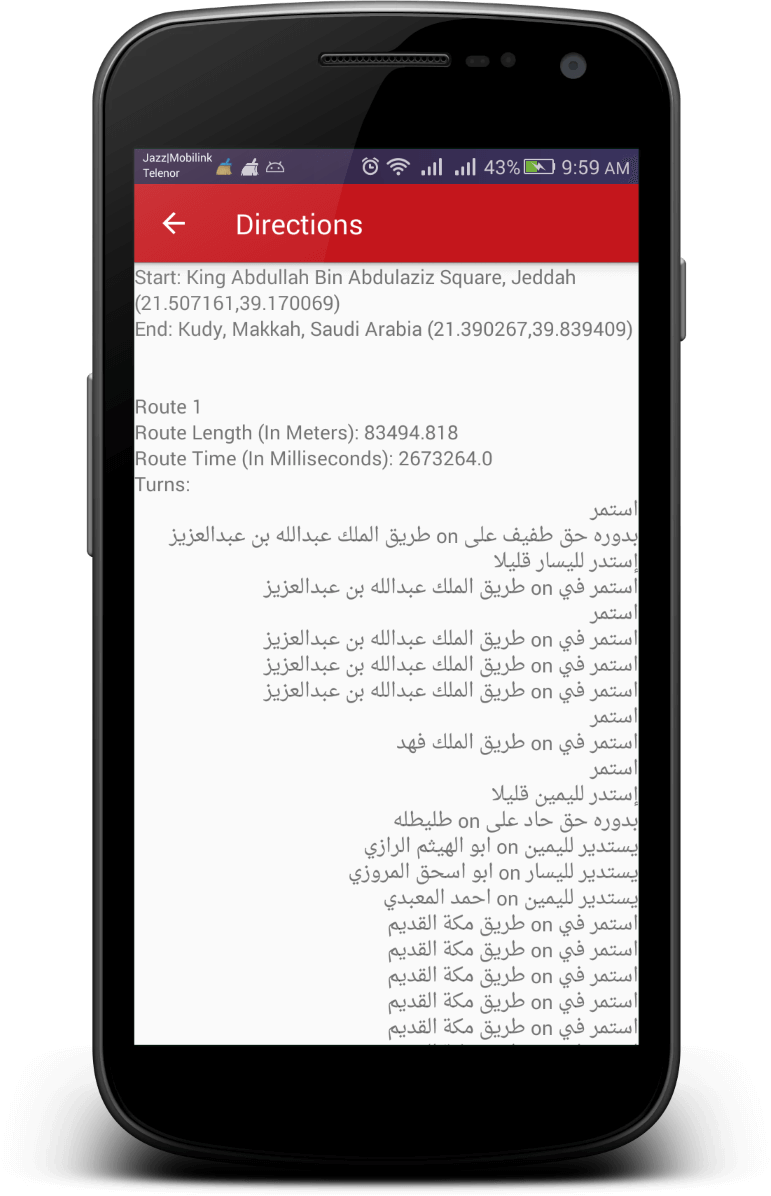 Jazz|Mobilink
Telenor
43%
9:59 AM
Directions
Start: King Abdullah Bin Abdulaziz Square, Jeddah
(21.507161,39.170069)
End: Kudy, Makkah, Saudi Arabia (21.390267,39.839409)
Route 1
Route Length (In Meters): 83494.818
Route Time (In Milliseconds): 2673264.0
Turns:
استمر
بدوره حق طفيف على on طريق الملك عبدالله بن عبدالعزيز
إستدر لليسار قليلا
استمر في on طريق الملك عبدالله بن عبدالعزيز
استمر
استمر في on طريق الملك عبدالله بن عبدالعزيز
استمر في on طريق الملك عبدالله بن عبدالعزيز
استمر في on طريق الملك عبدالله بن عبدالعزيز
استمر
استمر في on طريق الملك فهد
استمر
إستدر لليمين قليلا
بدوره حق حاد على on طليطله
يستدير لليمين on ابو الهيثم الرازي
يستدير لليسار on ابو اسحق المروزي
يستدير لليمين on احمد المعبدي
استمر في on طريق مكة القديم
استمر في on طريق مكة القديم
استمر في on طريق مكة القديم
استمر في on طريق مكة القديم
استمر في on طريق مكة القديم